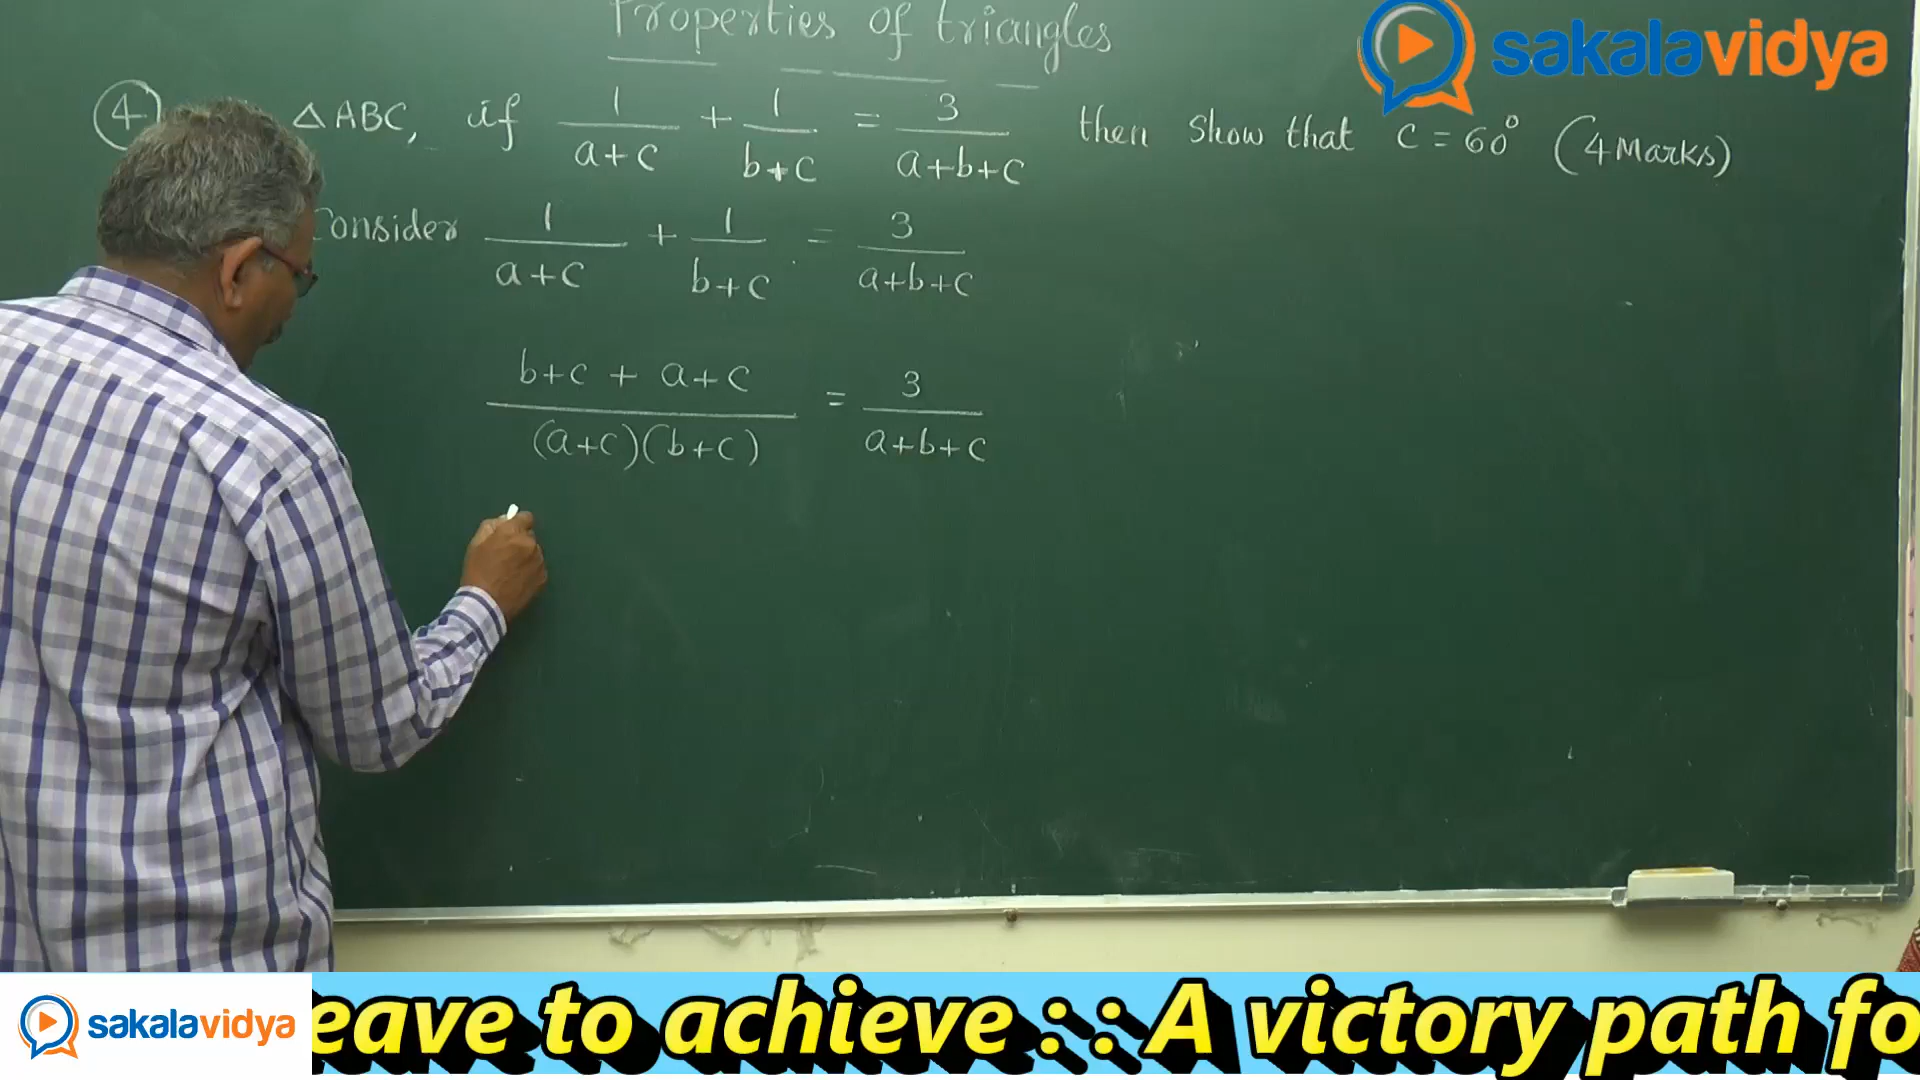 Properties of triangles
sakalavidya
4 △ABC, if 1/(a+c) + 1/(b+c) = 3/(a+b+c) then show that C = 60° (4 Marks)
Consider 1/(a+c) + 1/(b+c) = 3/(a+b+c)
(b+c + a+c)/((a+c)(b+c)) = 3/(a+b+c)
sakalavidya
eave to achieve :: A victory path fo